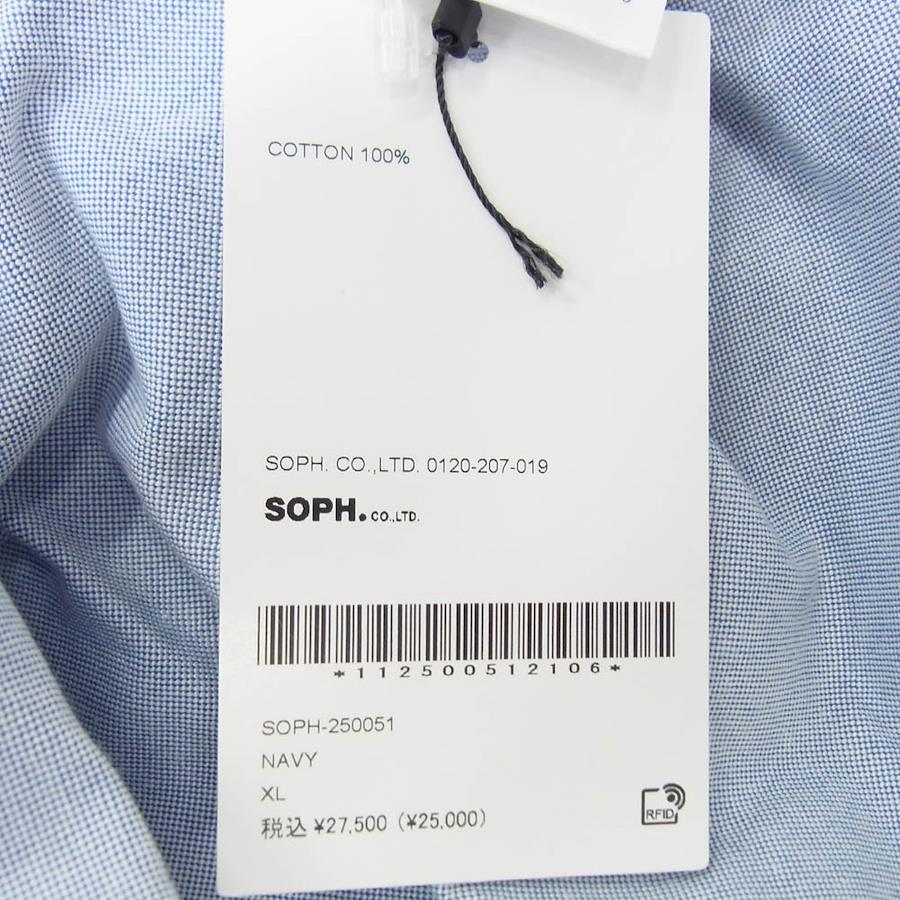 COTTON 100%
SOPH. CO.,LTD. 0120-207-019
SOPH. CO.,LTD.
*112500512106*
SOPH-250051
NAVY
XL
税込 ¥27,500 (¥25,000)
RFID